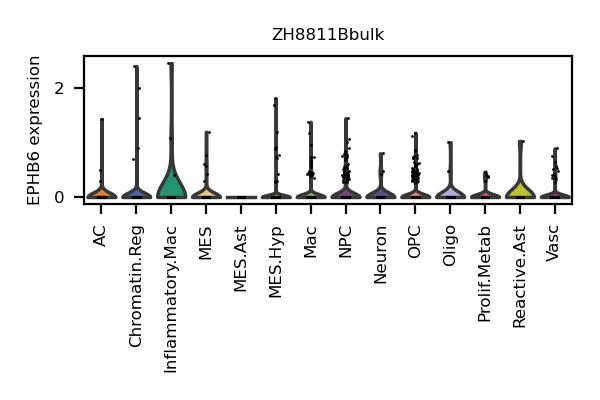 ZH8811Bbulk
EPHB6 expression
2
0
AC
Chromatin.Reg
Inflammatory.Mac
MES
MES.Ast
MES.Hyp
Mac
NPC
Neuron
OPC
Oligo
Prolif.Metab
Reactive.Ast
Vasc